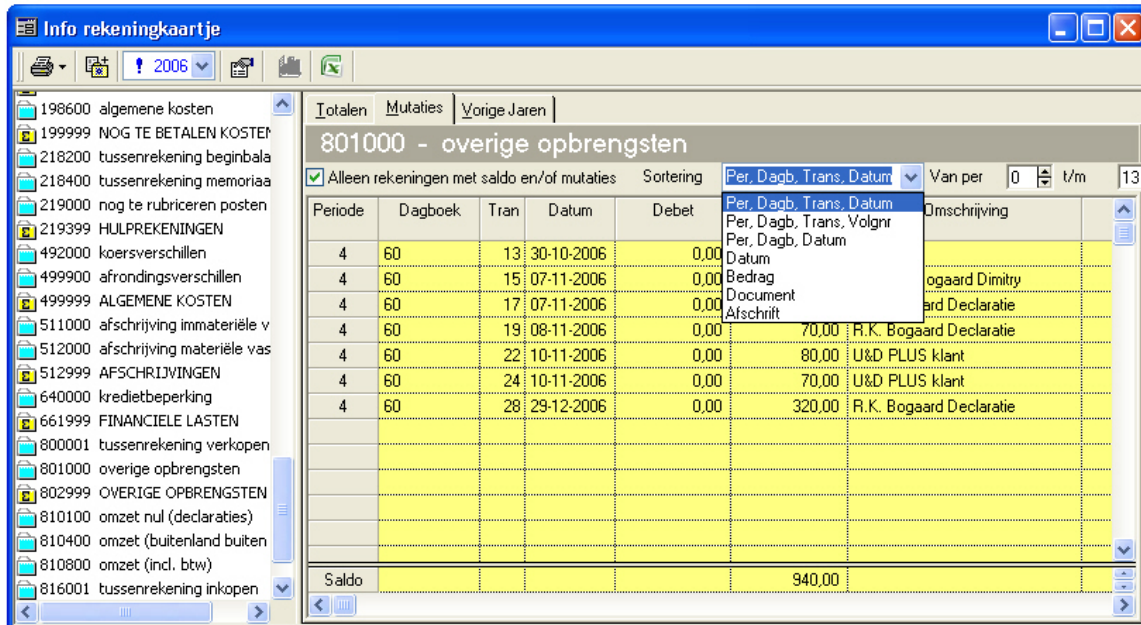 Info rekeningkaartje
! 2006
198600 algemene kosten
199999 NOG TE BETALEN KOSTEN
218200 tussenrekening beginbala
218400 tussenrekening memoriaa
219000 nog te rubriceren posten
219399 HULPREKENINGEN
492000 koersverschillen
499900 afrondingsverschillen
499999 ALGEMENE KOSTEN
511000 afschrijving immateriële v
512000 afschrijving materiële vas
512999 AFSCHRIJVINGEN
640000 kredietbeperking
661999 FINANCIELE LASTEN
800001 tussenrekening verkopen
801000 overige opbrengsten
802999 OVERIGE OPBRENGSTEN
810100 omzet nul (declaraties)
810400 omzet (buitenland buiten
810800 omzet (incl. btw)
816001 tussenrekening inkopen
Totalen Mutaties Vorige Jaren
801000 - overige opbrengsten
Alleen rekeningen met saldo en/of mutaties Sortering Per, Dagb, Trans, Datum Van per 0 t/m 13
Per, Dagb, Trans, Datum
Per, Dagb, Trans, Volgnr
Per, Dagb, Datum
Datum
Bedrag
Document
Afschrift
Periode Dagboek Tran Datum Debet Omschrijving
4 60 13 30-10-2006 0,00
4 60 15 07-11-2006 0,00 ogaard Dimitry
4 60 17 07-11-2006 0,00 ard Declaratie
4 60 19 08-11-2006 0,00 70,00 R.K. Bogaard Declaratie
4 60 22 10-11-2006 0,00 80,00 U&D PLUS klant
4 60 24 10-11-2006 0,00 70,00 U&D PLUS klant
4 60 28 29-12-2006 0,00 320,00 R.K. Bogaard Declaratie
Saldo 940,00